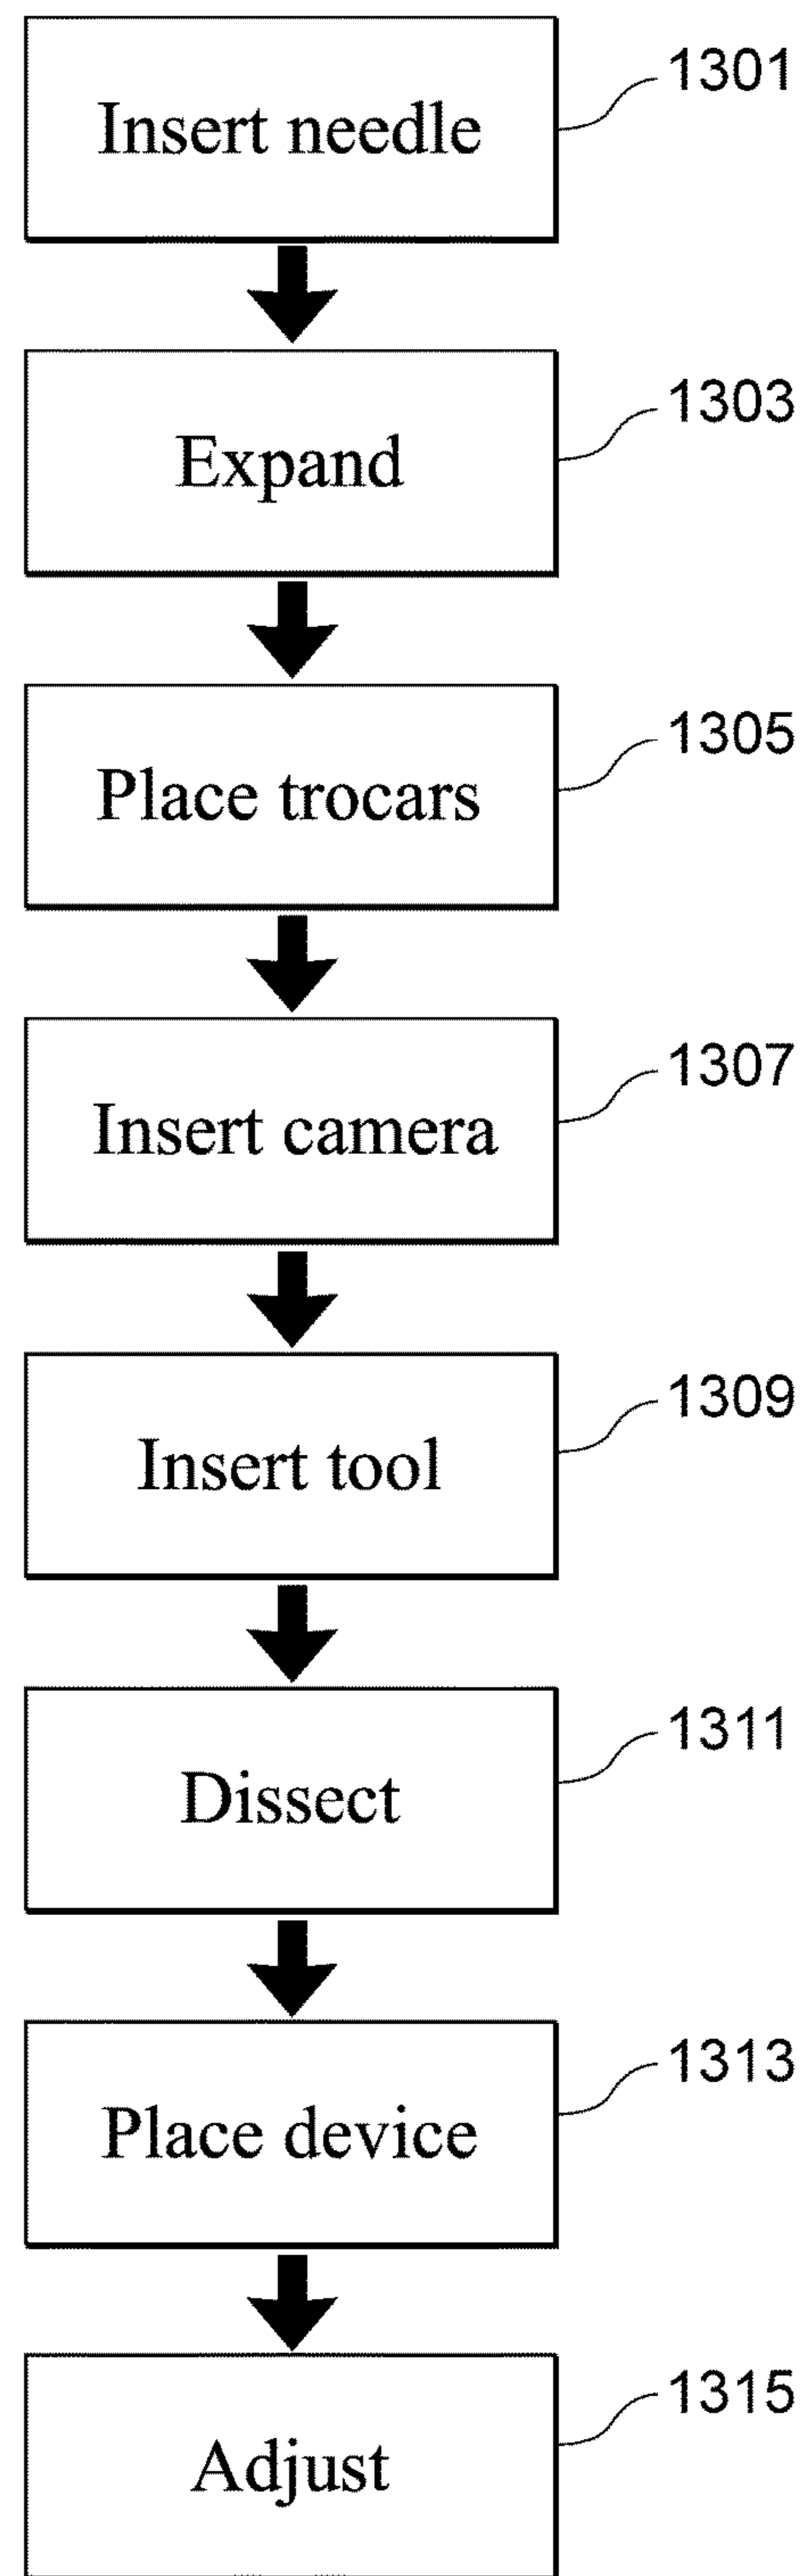 Insert needle 1301
Expand 1303
Place trocars 1305
Insert camera 1307
Insert tool 1309
Dissect 1311
Place device 1313
Adjust 1315